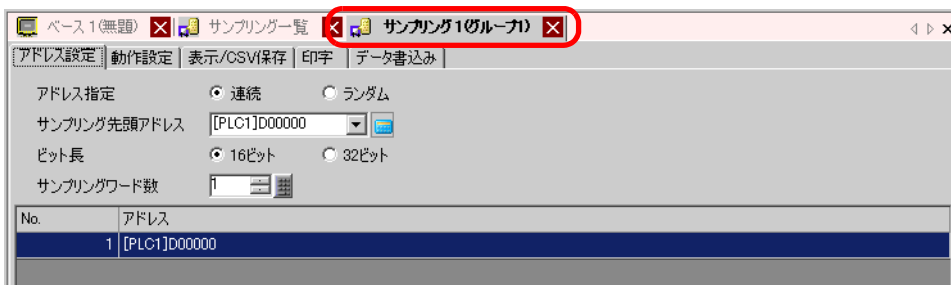 ベース1(無題) サンプリング一覧 サンプリング1(グループ1)
アドレス設定 動作設定 表示/CSV保存 印字 データ書込み
アドレス指定 連続 ランダム
サンプリング先頭アドレス [PLC1]D00000
ビット長 16ビット 32ビット
サンプリングワード数 1
No. アドレス
1 [PLC1]D00000